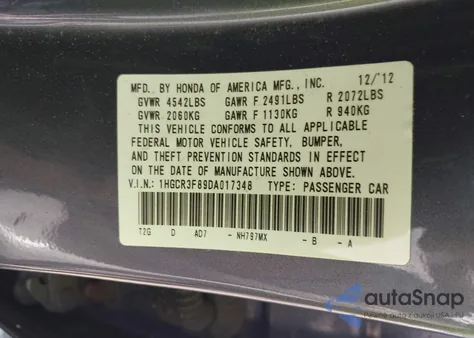 MFD. BY HONDA OF AMERICA MFG., INC. 12/'12
GVWR 4542LBS GAWR F 2491LBS R 2072LBS
GVWR 2060KG GAWR F 1130KG R 940KG
THIS VEHICLE CONFORMS TO ALL APPLICABLE
FEDERAL MOTOR VEHICLE SAFETY, BUMPER,
AND THEFT PREVENTION STANDARDS IN EFFECT
ON THE DATE OF MANUFACTURE SHOWN ABOVE.
V.I.N.: 1HGCR3F89DA017348 TYPE: PASSENGER CAR
T2G D AD7 - NH797MX - B - A
autoSnap